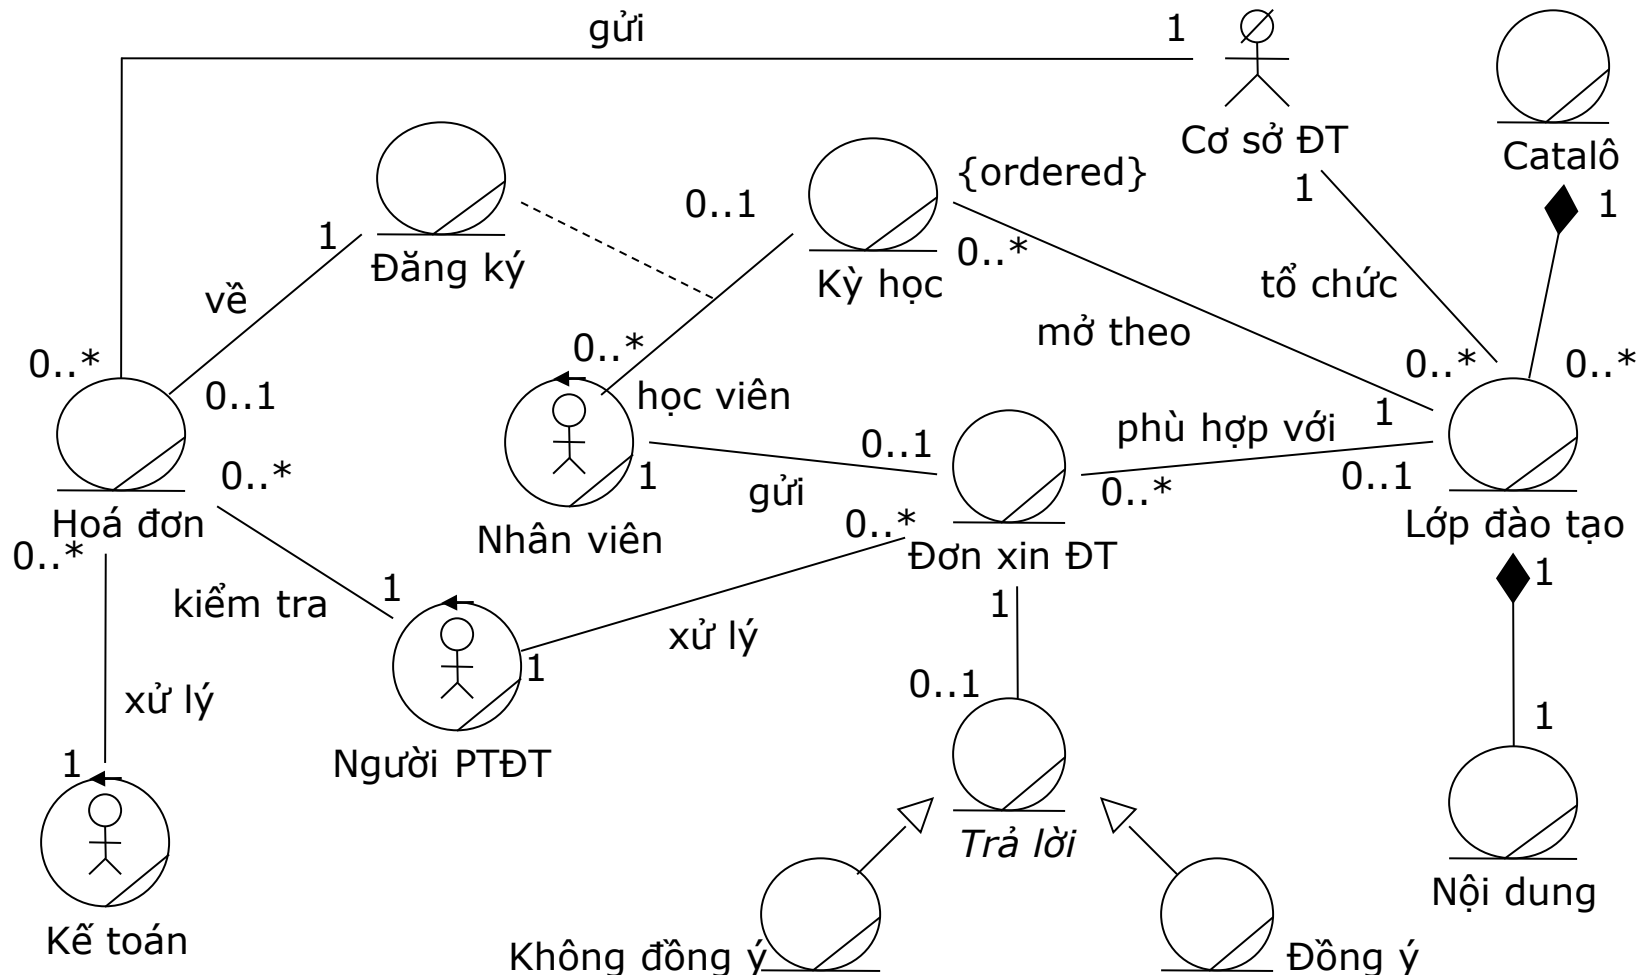 gửi
1
Cơ sở ĐT
1
Catalô
1
{ordered}
0..1
0..*
Kỳ học
1
Đăng ký
về
tổ chức
mở theo
0..*
0..*
0..*
0..*
0..1
học viên
1
phù hợp với
0..1
0..*
1
gửi
0..*
0..1
Hoá đơn
0..*
Nhân viên
0..*
Đơn xin ĐT
Lớp đào tạo
1
kiểm tra
1
1
xử lý
1
0..1
xử lý
1
1
Người PTĐT
Trả lời
Nội dung
Kế toán
Không đồng ý
Đồng ý